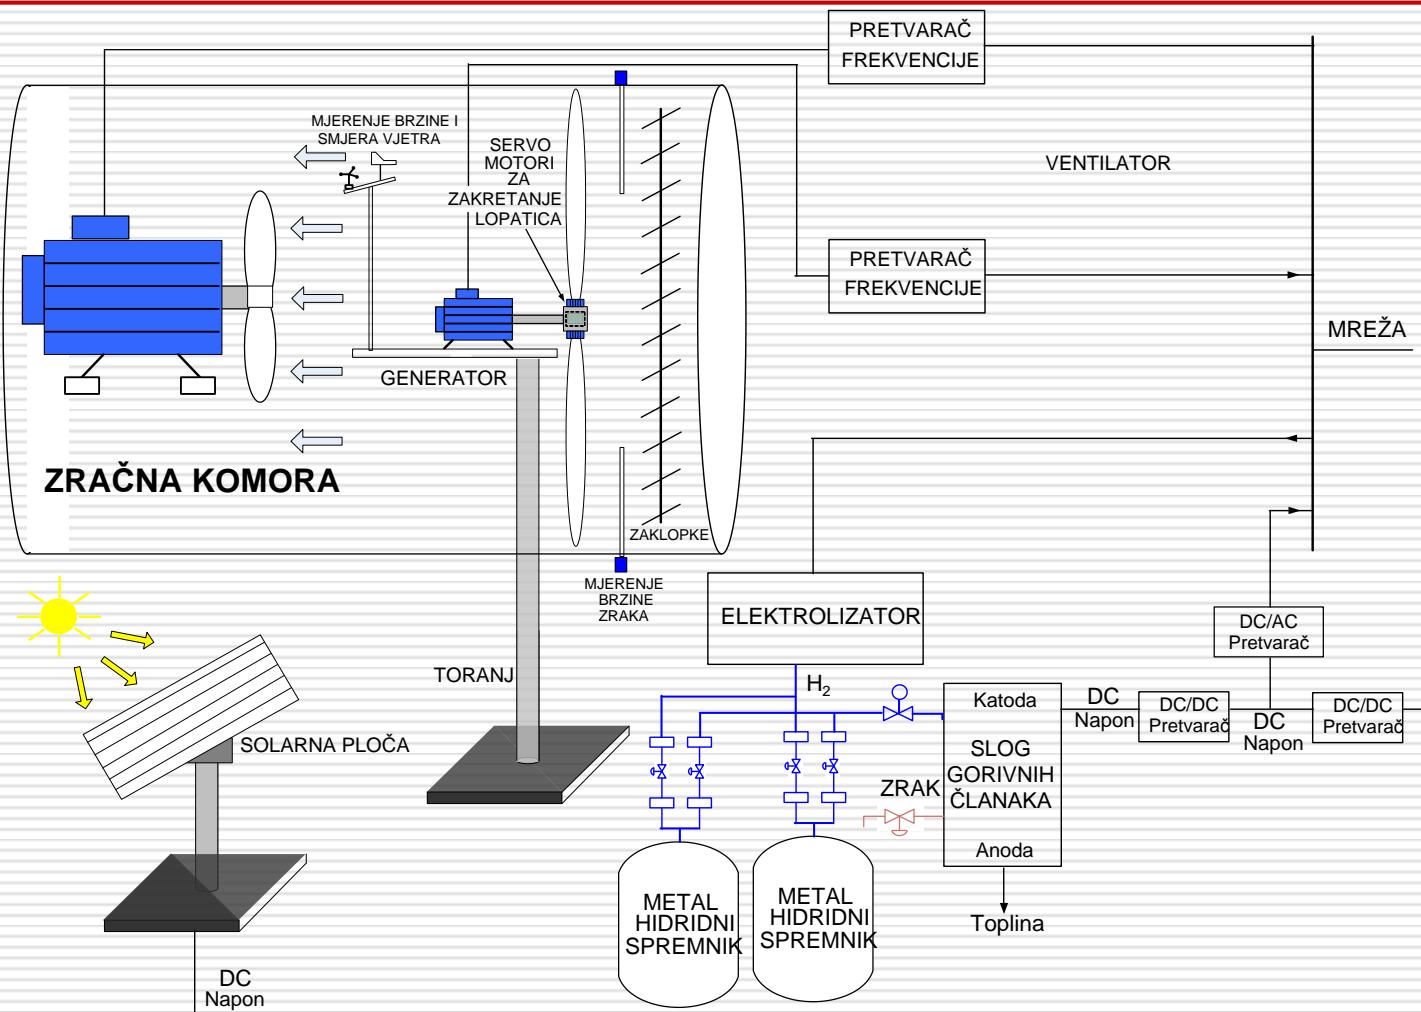 PRETVARAČ
FREKVENCIJE
MJERENJE BRZINE I
SMJERA VJETRA
SERVO
MOTORI
ZA
ZAKRETANJE
LOPATICA
VENTILATOR
PRETVARAČ
FREKVENCIJE
MREŽA
GENERATOR
ZRAČNA KOMORA
ZAKLOPKE
MJERENJE
BRZINE
ZRAKA
ELEKTROLIZATOR
DC/AC
Pretvarač
TORANJ
H2
Katoda
DC
Napon
DC/DC
Pretvarač
DC
Napon
DC/DC
Pretvarač
SOLARNA PLOČA
SLOG
GORIVNIH
ČLANAKA
ZRAK
Anoda
METAL
HIDRIDNI
SPREMNIK
METAL
HIDRIDNI
SPREMNIK
Toplina
DC
Napon